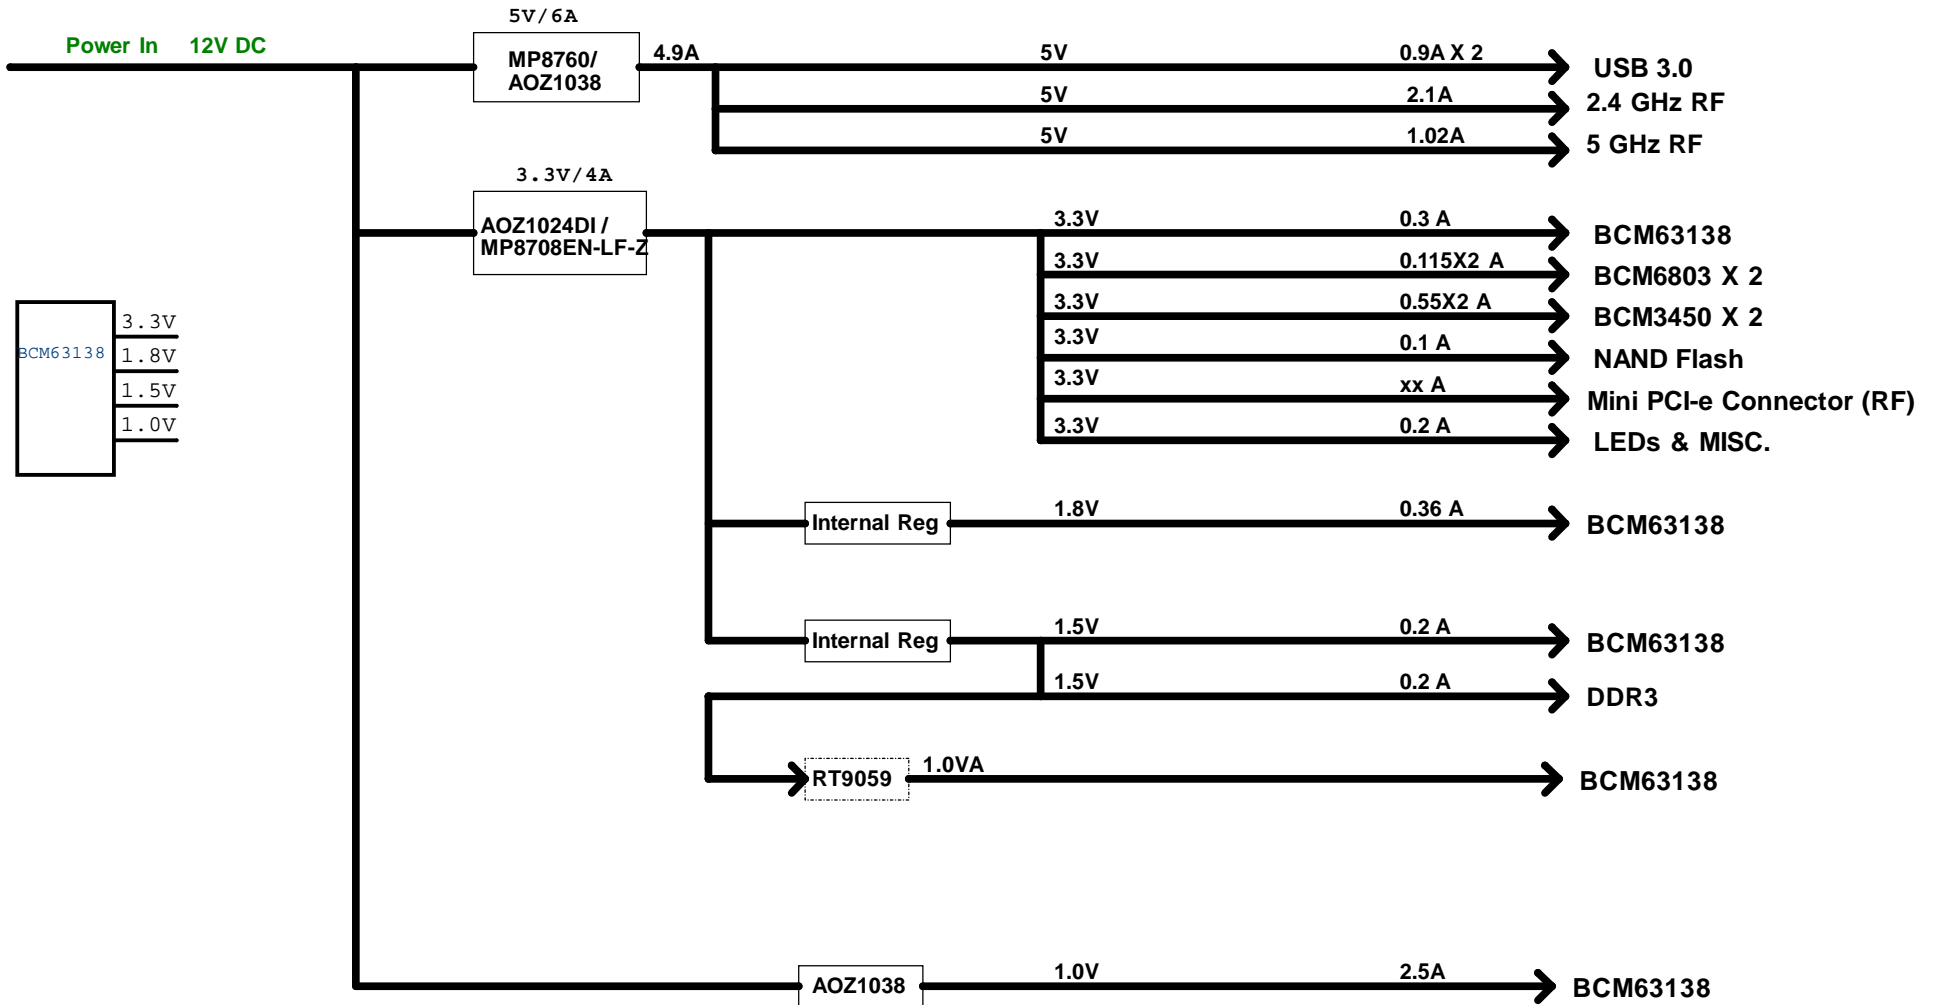 5V/6A
Power In 12V DC
MP8760/
AOZ1038
4.9A
5V
0.9A X 2
USB 3.0
5V
2.1A
2.4 GHz RF
5V
1.02A
5 GHz RF
3.3V/4A
AOZ1024DI /
MP8708EN-LF-Z
3.3V
0.3 A
BCM63138
3.3V
0.115X2 A
BCM6803 X 2
3.3V
0.55X2 A
BCM3450 X 2
3.3V
0.1 A
NAND Flash
3.3V
xx A
Mini PCI-e Connector (RF)
3.3V
0.2 A
LEDs & MISC.
BCM63138
3.3V
1.8V
1.5V
1.0V
Internal Reg
1.8V
0.36 A
BCM63138
Internal Reg
1.5V
0.2 A
BCM63138
1.5V
0.2 A
DDR3
RT9059
1.0VA
BCM63138
AOZ1038
1.0V
2.5A
BCM63138